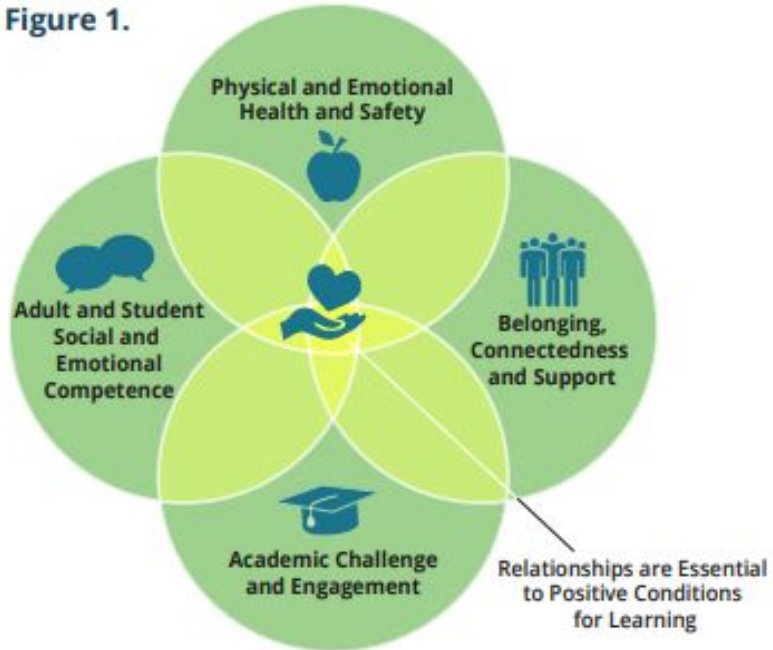 Figure 1.
Physical and Emotional
Health and Safety
Adult and Student
Social and
Emotional
Competence
Belonging,
Connectedness
and Support
Academic Challenge
and Engagement
Relationships are Essential
to Positive Conditions
for Learning